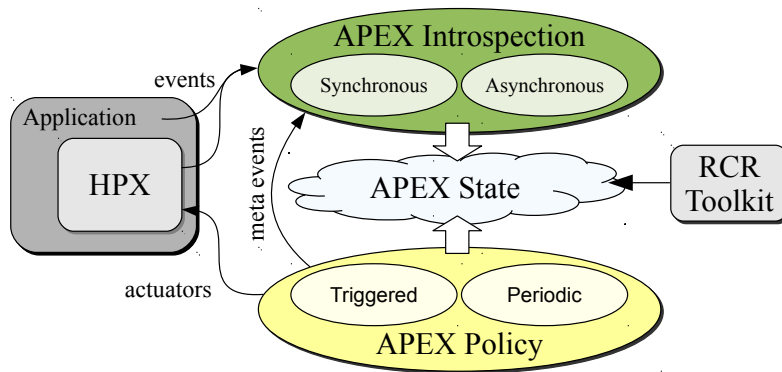 APEX Introspection
events
Synchronous
Asynchronous
Application
HPX
meta events
APEX State
RCR
Toolkit
actuators
Triggered
Periodic
APEX Policy